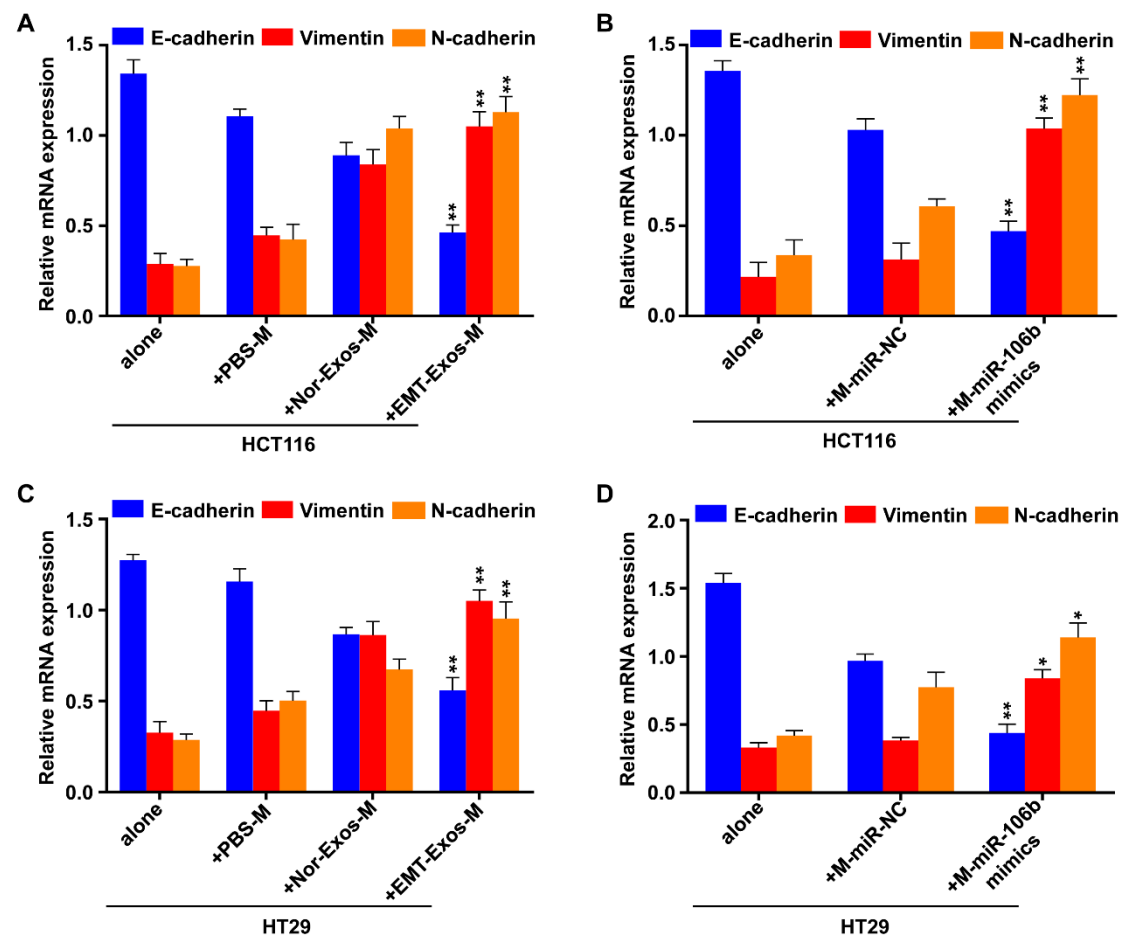 A
E-cadherin Vimentin N-cadherin
Relative mRNA expression
1.5
1.0
0.5
0.0
** ** **
alone
+PBS-M
+Nor-Exos-M
+EMT-Exos-M
HCT116
B
E-cadherin Vimentin N-cadherin
Relative mRNA expression
1.5
1.0
0.5
0.0
** ** **
alone
+M-miR-NC
+M-miR-106b
mimics
HCT116
C
E-cadherin Vimentin N-cadherin
Relative mRNA expression
1.5
1.0
0.5
0.0
** ** **
alone
+PBS-M
+Nor-Exos-M
+EMT-Exos-M
HT29
D
E-cadherin Vimentin N-cadherin
Relative mRNA expression
2.0
1.5
1.0
0.5
0.0
** * *
alone
+M-miR-NC
+M-miR-106b
mimics
HT29